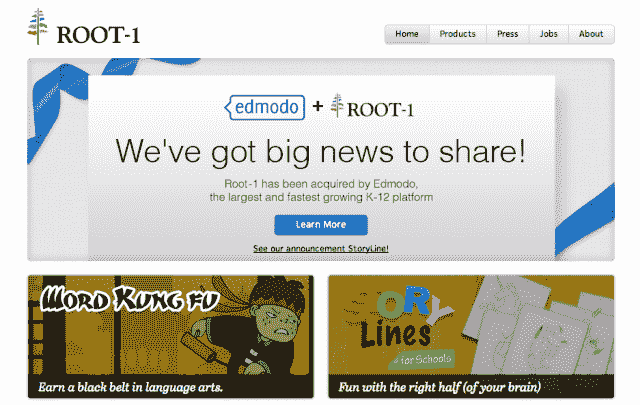 ROOT-1
Home Products Press Jobs About
edmodo + ROOT-1
We've got big news to share!
Root-1 has been acquired by Edmodo,
the largest and fastest growing K-12 platform
Learn More
See our announcement StoryLine!
WORD KUNG FU
Earn a black belt in language arts.
STORY
Lines
for Schools
Fun with the right half (of your brain)